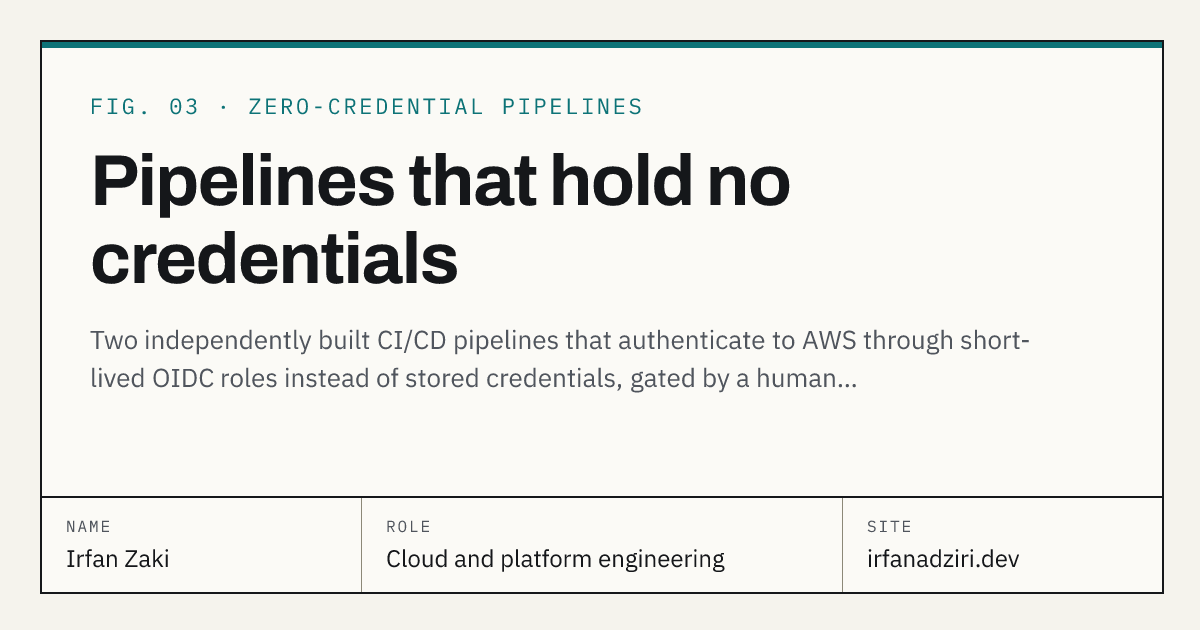 FIG. 03 · ZERO-CREDENTIAL PIPELINES
Pipelines that hold no
credentials
Two independently built CI/CD pipelines that authenticate to AWS through short-
lived OIDC roles instead of stored credentials, gated by a human...
NAME
Irfan Zaki
ROLE
Cloud and platform engineering
SITE
irfanadziri.dev